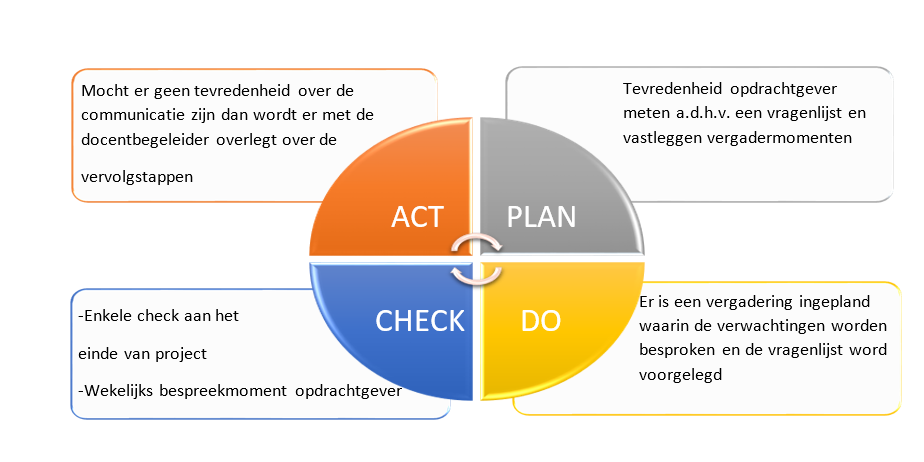 Mocht er geen tevredenheid over de
communicatie zijn dan wordt er met de
docentbegeleider overlegt over de
vervolgstappen
Tevredenheid opdrachtgever
meten a.d.h.v. een vragenlijst en
vastleggen vergadermomenten
ACT
PLAN
CHECK
DO
-Enkele check aan het
einde van project
-Wekelijks bespreekmoment opdrachtgever
Er is een vergadering ingepland
waarin de verwachtingen worden
besproken en de vragenlijst word
voorgelegd